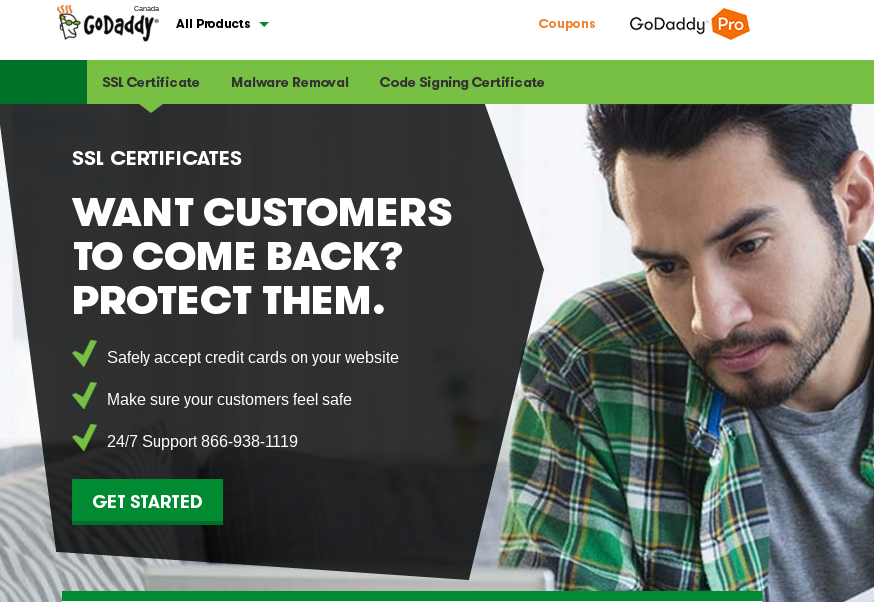 Canada
GoDaddy®
All Products
Coupons
GoDaddy Pro
SSL Certificate
Malware Removal
Code Signing Certificate
SSL CERTIFICATES
WANT CUSTOMERS
TO COME BACK?
PROTECT THEM.
Safely accept credit cards on your website
Make sure your customers feel safe
24/7 Support 866-938-1119
GET STARTED